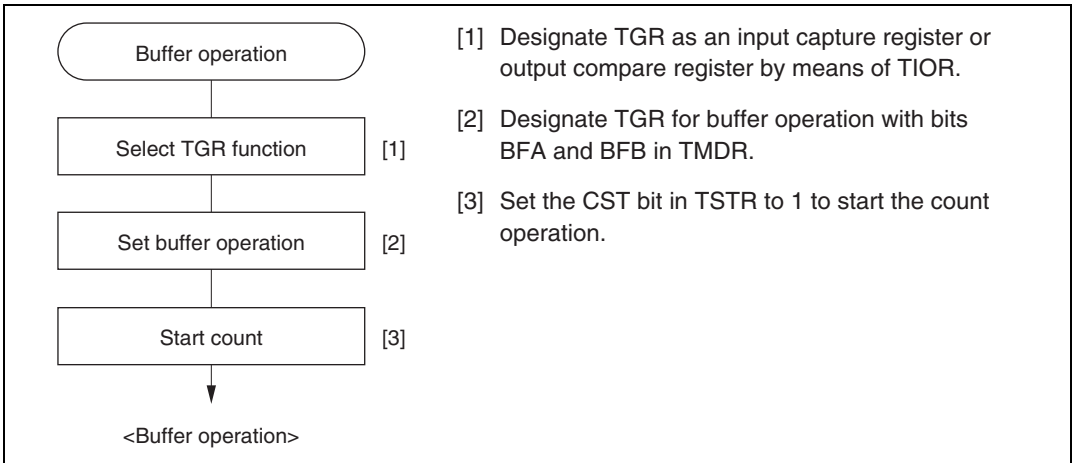 Buffer operation
Select TGR function
[1]
Set buffer operation
[2]
Start count
[3]
<Buffer operation>
[1] Designate TGR as an input capture register or
output compare register by means of TIOR.
[2] Designate TGR for buffer operation with bits
BFA and BFB in TMDR.
[3] Set the CST bit in TSTR to 1 to start the count
operation.